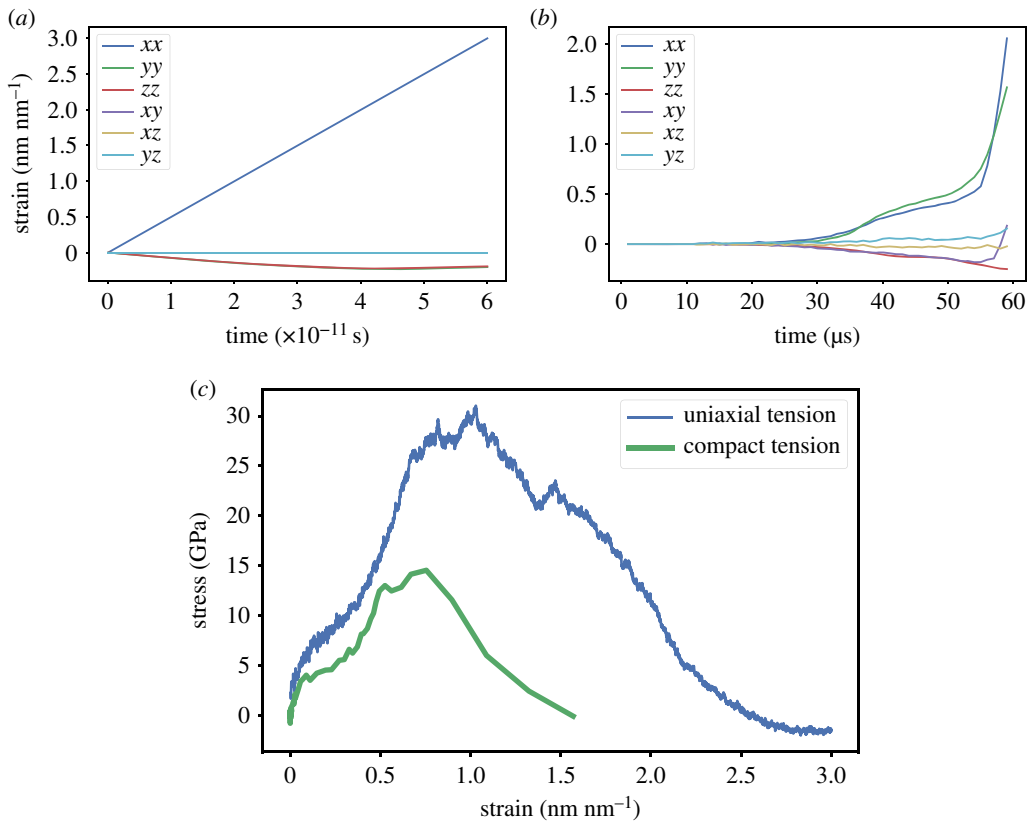 (a)
3.0
2.5
2.0
1.5
1.0
0.5
0
strain (nm nm⁻¹)
xx
yy
zz
xy
xz
yz
0 1 2 3 4 5 6
time (×10⁻¹¹ s)
(b)
2.0
1.5
1.0
0.5
0
xx
yy
zz
xy
xz
yz
0 10 20 30 40 50 60
time (µs)
(c)
30
25
20
15
10
5
0
stress (GPa)
uniaxial tension
compact tension
0 0.5 1.0 1.5 2.0 2.5 3.0
strain (nm nm⁻¹)